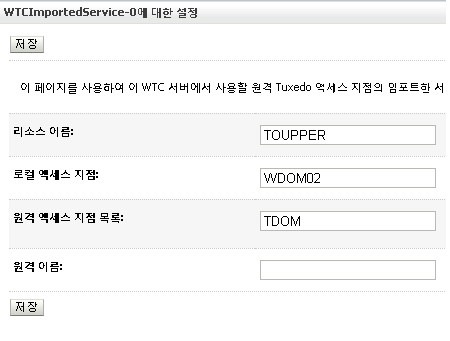 WTCImportedService-0에 대한 설정
저장
이 페이지를 사용하여 이 WTC 서버에서 사용할 원격 Tuxedo 액세스 지점의 임포트한 서
리소스 이름:
TOUPPER
로컬 액세스 지점:
WDOM02
원격 액세스 지점 목록:
TDOM
원격 이름:
저장